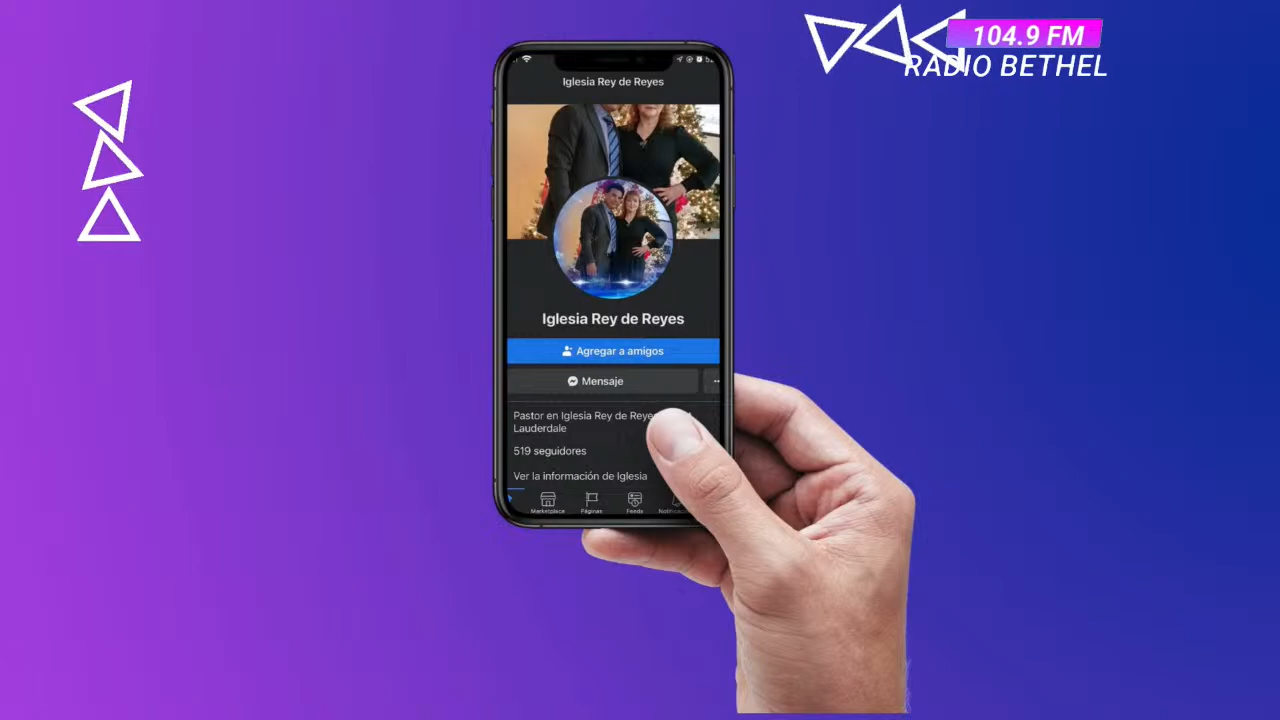 104.9 FM
RADIO BETHEL
Iglesia Rey de Reyes
Iglesia Rey de Reyes
Agregar a amigos
Mensaje
Pastor en Iglesia Rey de Reyes
Lauderdale
519 seguidores
Ver la información de Iglesia
Marketplace Páginas Feeds